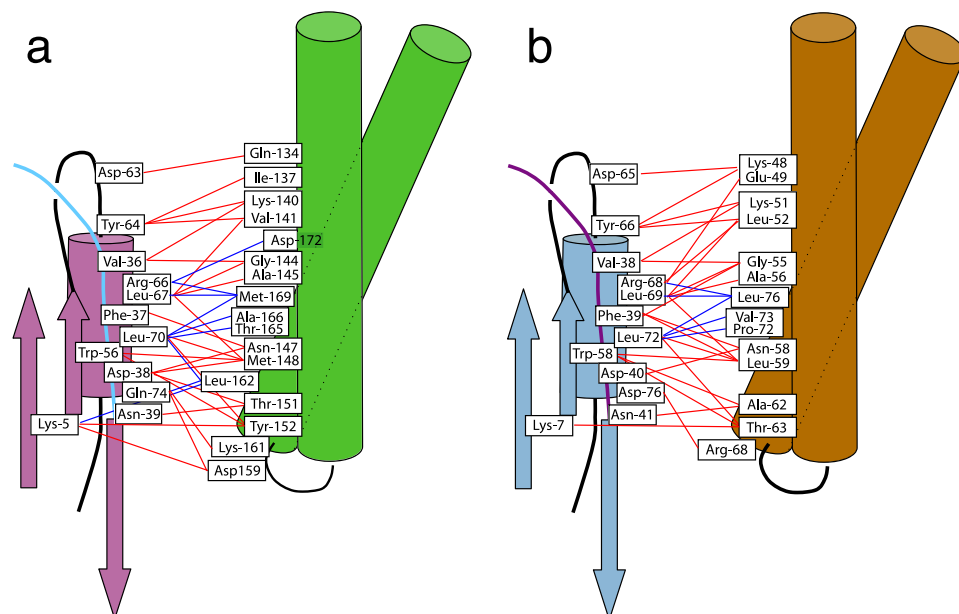 a
Asp-63
Gln-134
Ile-137
Tyr-64
Lys-140
Val-141
Asp-172
Val-36
Gly-144
Ala-145
Arg-66
Leu-67
Met-169
Phe-37
Ala-166
Thr-165
Leu-70
Asn-147
Met-148
Trp-56
Asp-38
Leu-162
Gln-74
Thr-151
Asn-39
Lys-5
Tyr-152
Lys-161
Asp159
b
Asp-65
Lys-48
Glu-49
Tyr-66
Lys-51
Leu-52
Val-38
Gly-55
Ala-56
Arg-68
Leu-69
Leu-76
Phe-39
Val-73
Pro-72
Leu-72
Asn-58
Leu-59
Trp-58
Asp-40
Asp-76
Ala-62
Asn-41
Lys-7
Thr-63
Arg-68